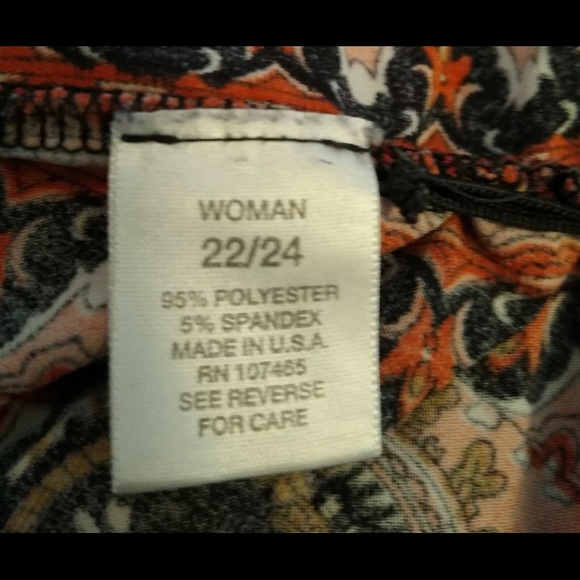 WOMAN
22/24
95% POLYESTER
5% SPANDEX
MADE IN U.S.A.
RN 107465
SEE REVERSE
FOR CARE